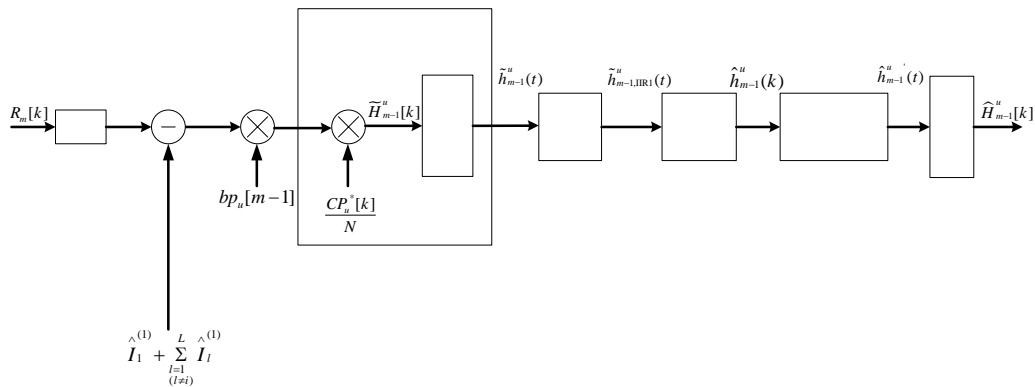 R_m[k]
−
×
bp_u[m−1]
×
CP_u^*[k]
N
H̃_{m-1}^u[k]
h̃_{m-1}^u(t)
h̃_{m-1,IIR1}^u(t)
ĥ_{m-1}^u(k)
ĥ_{m-1}^{u '}(t)
Ĥ_{m-1}^u[k]
Î_1^{(1)} + Σ_{l=1 (l≠i)}^L Î_l^{(1)}